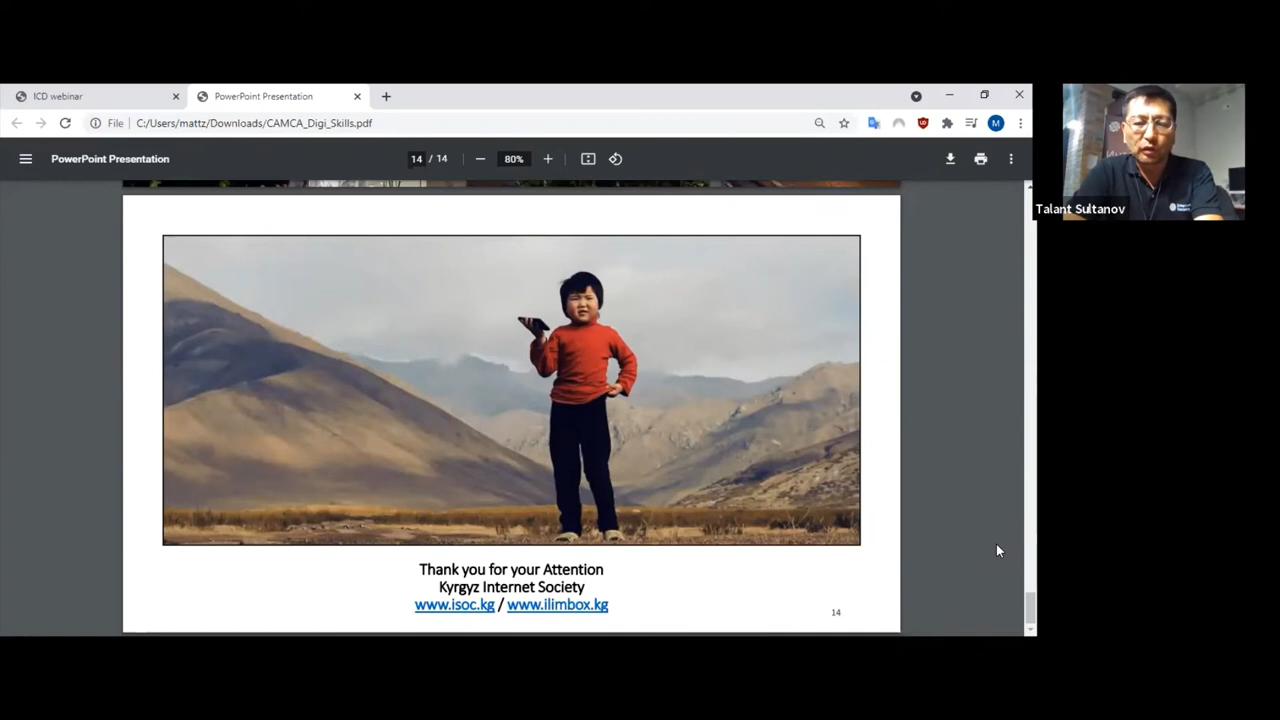 ICD webinar
PowerPoint Presentation
File
C:/Users/mattz/Downloads/CAMCA_Digi_Skills.pdf
M
PowerPoint Presentation
14 / 14
80%
Talant Sultanov
Thank you for your Attention
Kyrgyz Internet Society
www.isoc.kg / www.ilimbox.kg
14